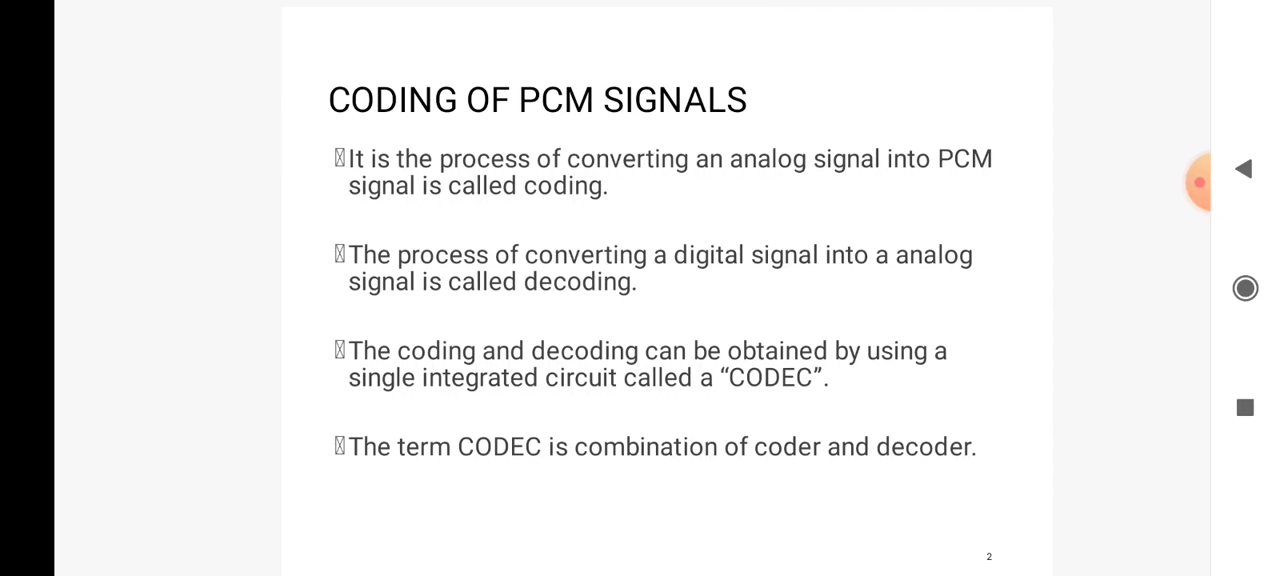 CODING OF PCM SIGNALS
It is the process of converting an analog signal into PCM
signal is called coding.
The process of converting a digital signal into a analog
signal is called decoding.
The coding and decoding can be obtained by using a
single integrated circuit called a “CODEC”.
The term CODEC is combination of coder and decoder.
2